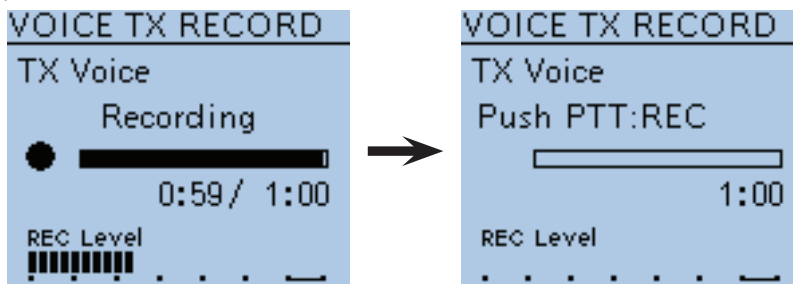 VOICE TX RECORD
TX Voice
Recording
0:59/ 1:00
REC Level
VOICE TX RECORD
TX Voice
Push PTT:REC
1:00
REC Level